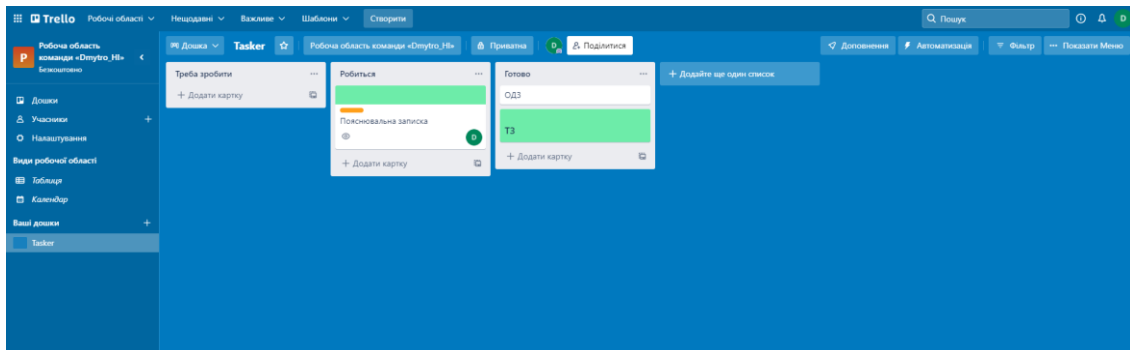 Trello Робочі області Нещодавні Важливе Шаблони Створити Пошук D
P Робоча область команди «Dmytro_HI»
Безкоштовно
Дошка Tasker Робоча область команди «Dmytro_HI» Приватна D Поділитися Доповнення Автоматизація Фільтр Показати Меню
Дошки
Учасники
Налаштування
Види робочої області
Таблиця
Календар
Ваші дошки
Tasker
Треба зробити
Додати картку
Робиться
Пояснювальна записка
D
Додати картку
Готово
ОДЗ
ТЗ
Додати картку
Додайте ще один список